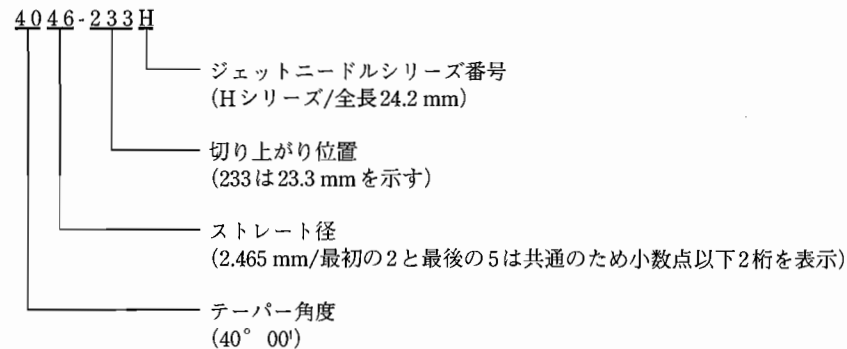 4046-233H
ジェットニードルシリーズ番号
(Hシリーズ/全長24.2 mm)
切り上がり位置
(233は23.3 mmを示す)
ストレート径
(2.465 mm/最初の2と最後の5は共通のため小数点以下2桁を表示)
テーパー角度
(40° 00')